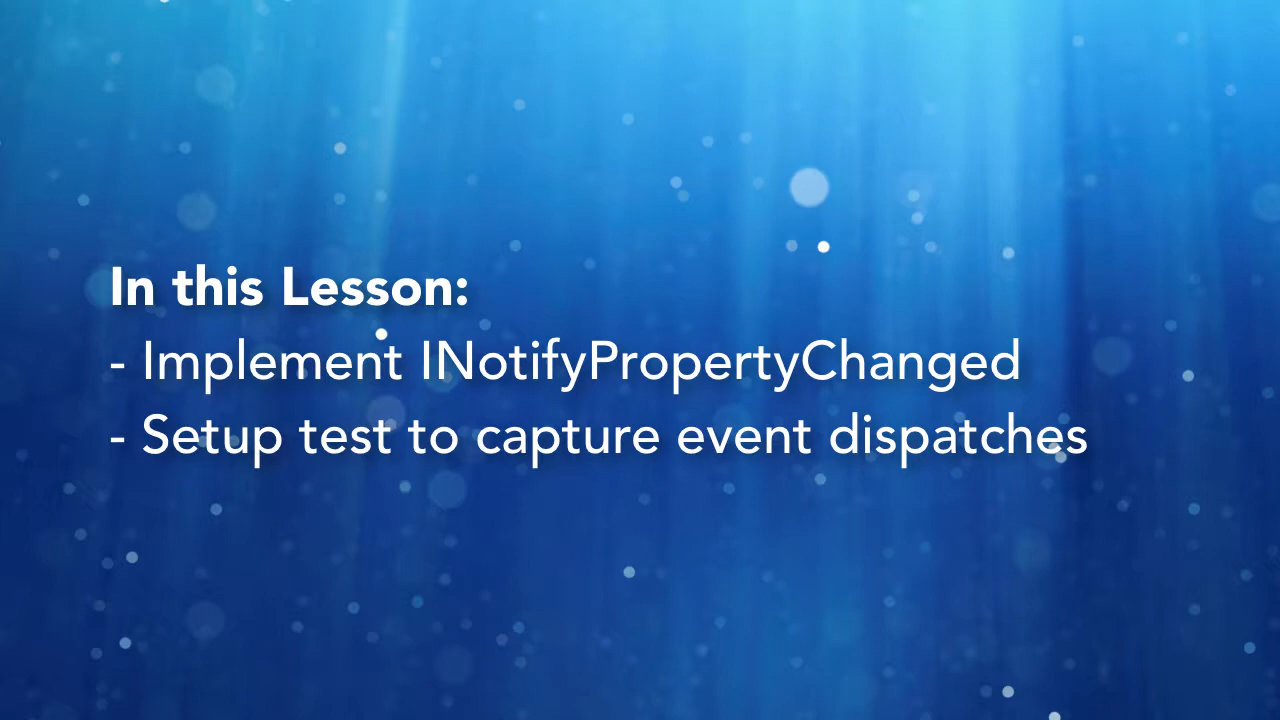 In this Lesson:
- Implement INotifyPropertyChanged
- Setup test to capture event dispatches